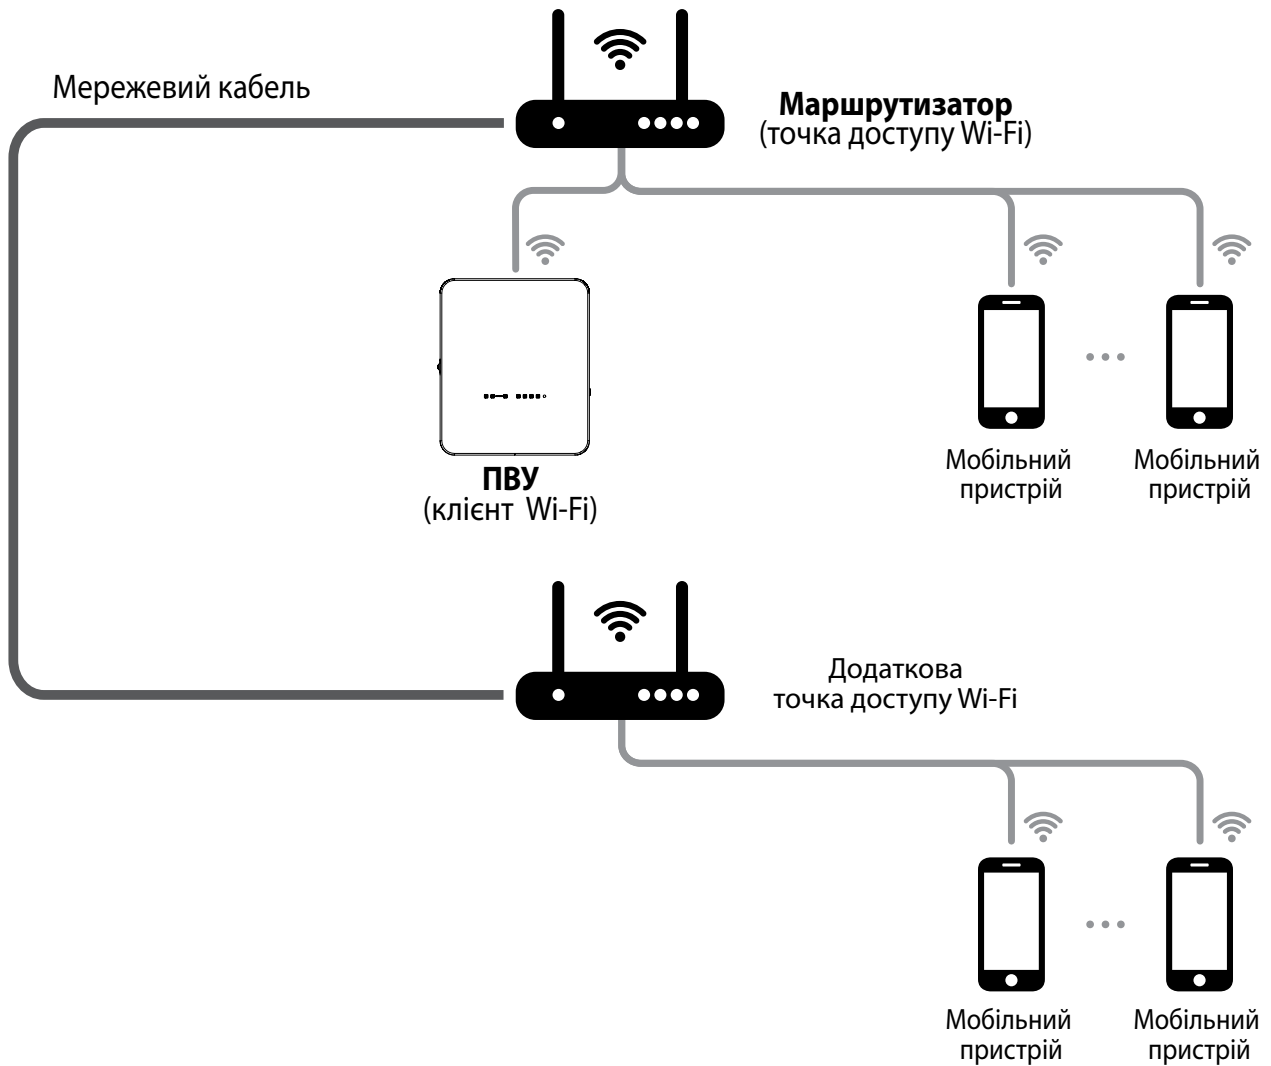 Мережевий кабель
Маршрутизатор
(точка доступу Wi-Fi)
ПВУ
(клієнт Wi-Fi)
Мобільний
пристрій
Мобільний
пристрій
Додаткова
точка доступу Wi-Fi
Мобільний
пристрій
Мобільний
пристрій